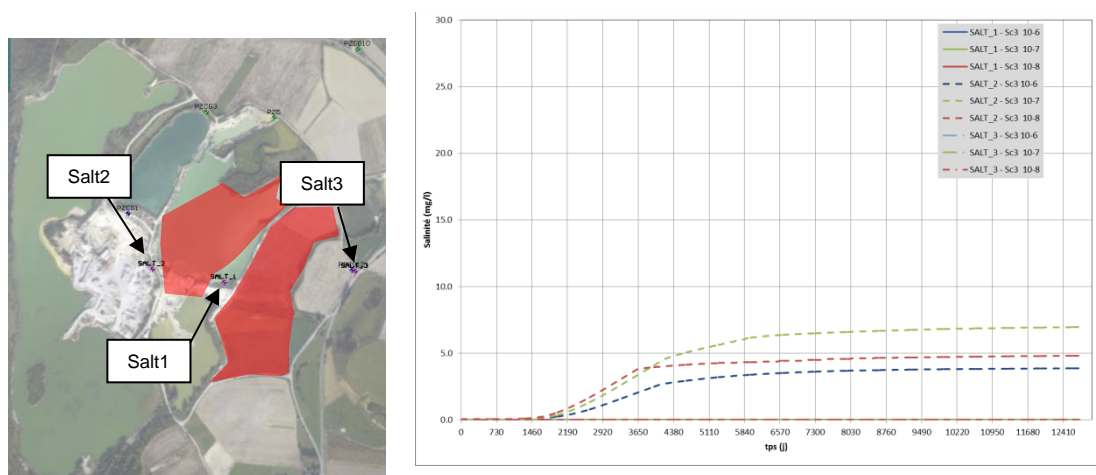 PZCG10
PZCG3
PZ5
Salt2
Salt3
PZCG1
SALT_2
SALT_1
Salt1
30.0
25.0
20.0
15.0
10.0
5.0
0.0
Salinité (mg/l)
SALT_1 - Sc3 10-6
SALT_1 - Sc3 10-7
SALT_1 - Sc3 10-8
SALT_2 - Sc3 10-6
SALT_2 - Sc3 10-7
SALT_2 - Sc3 10-8
SALT_3 - Sc3 10-6
SALT_3 - Sc3 10-7
SALT_3 - Sc3 10-8
0 730 1460 2190 2920 3650 4380 5110 5840 6570 7300 8030 8760 9490 10220 10950 11680 12410
tps (j)